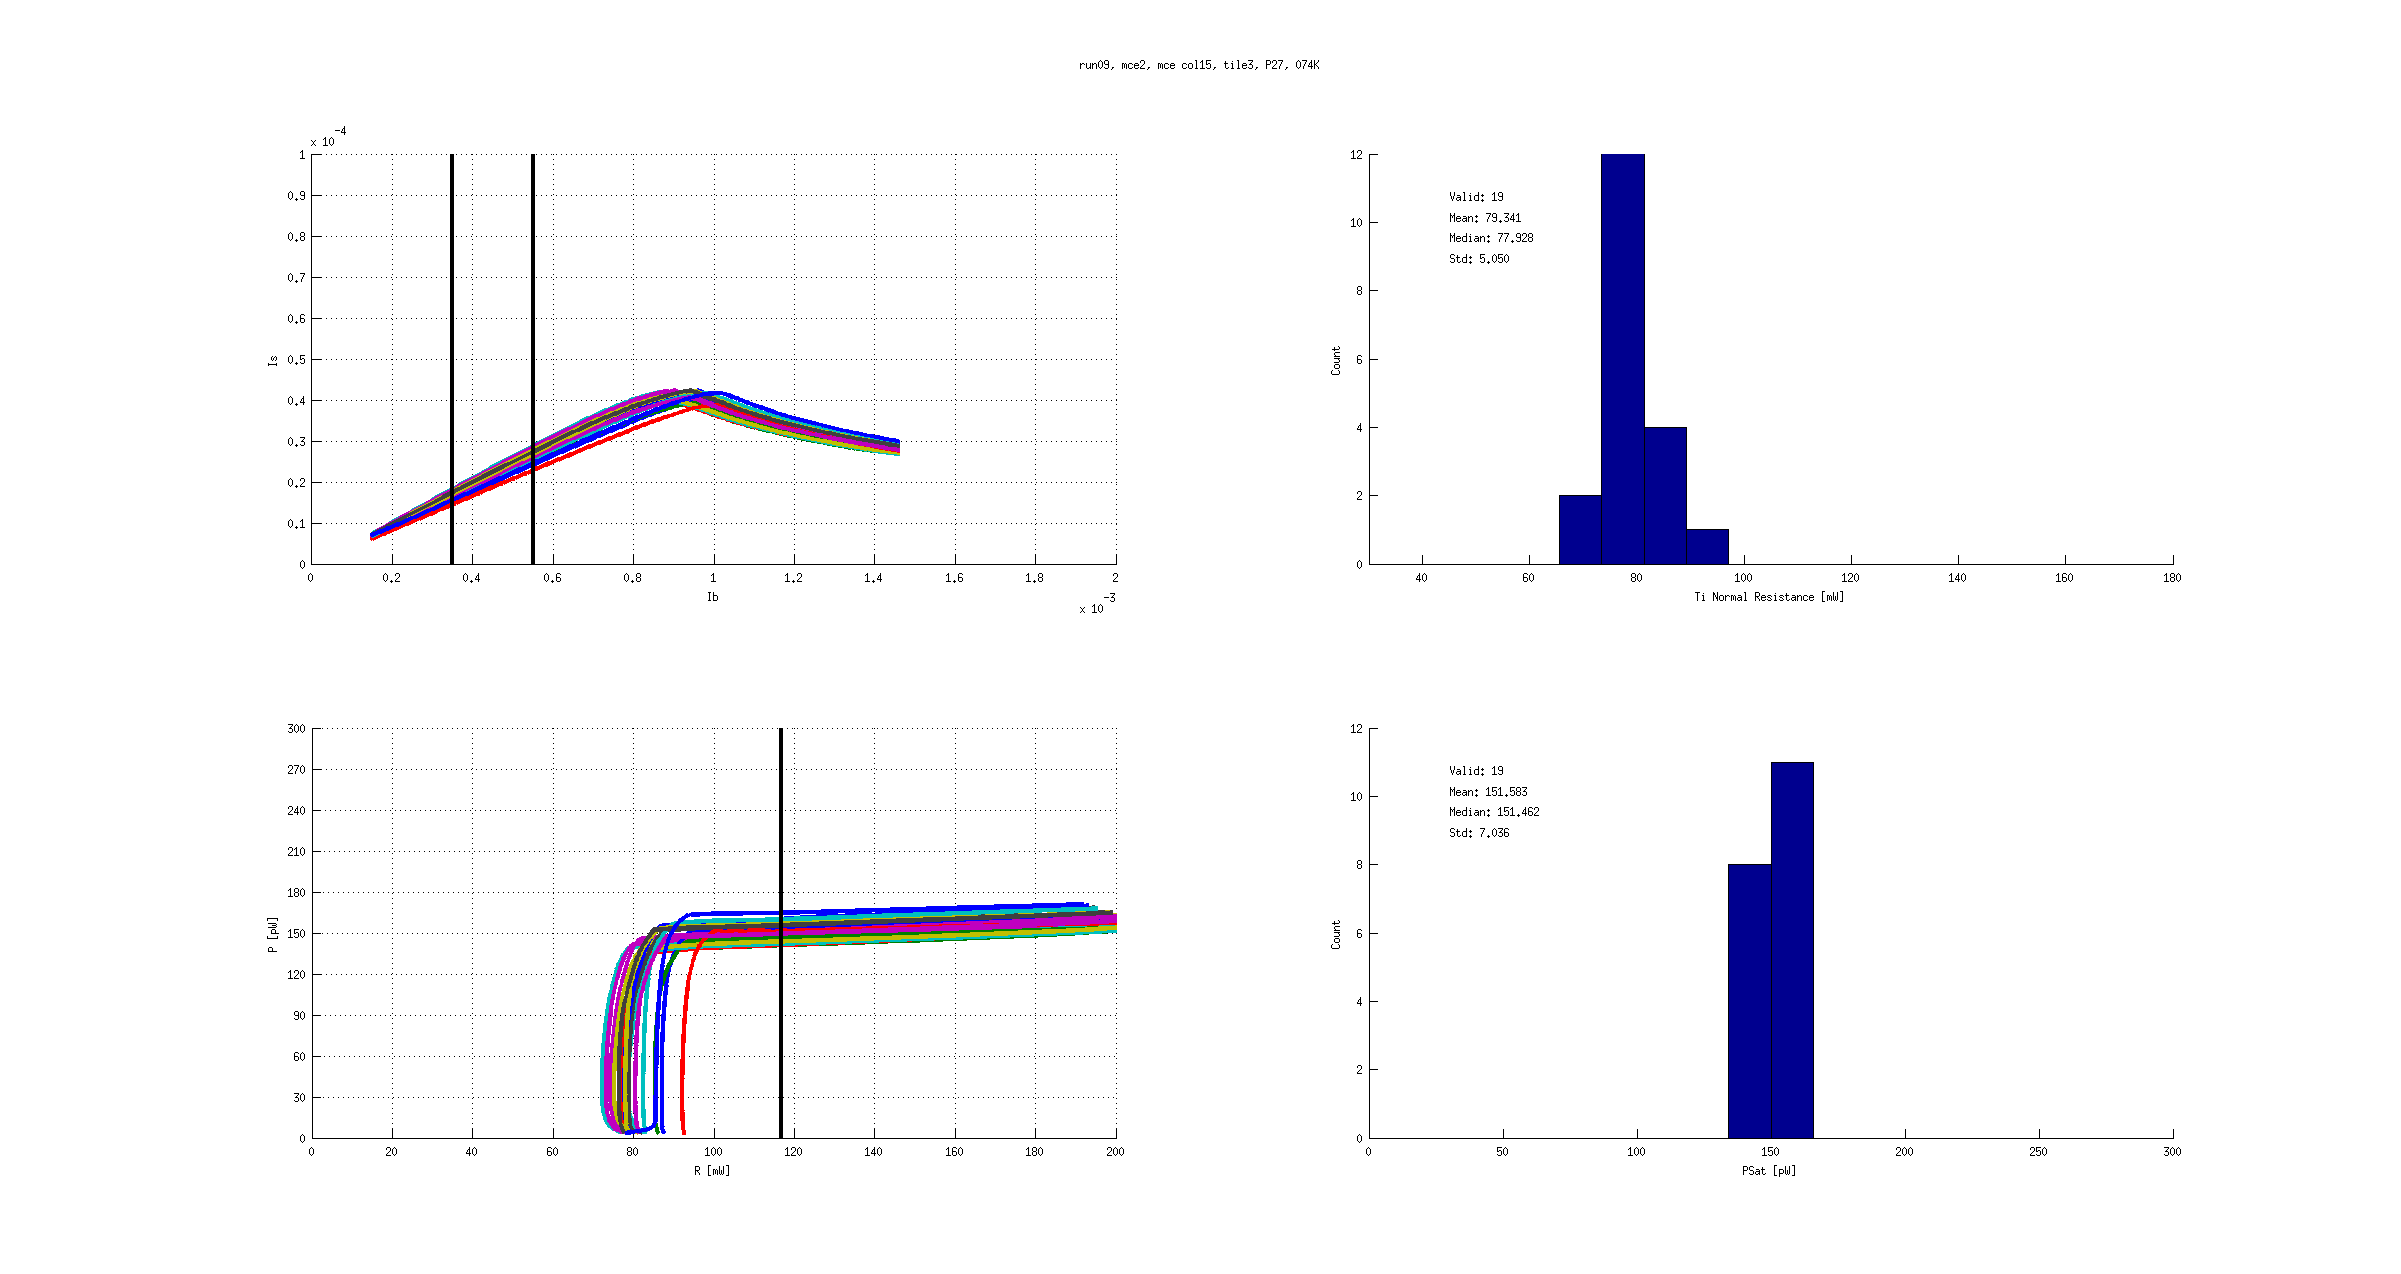 run09, mce2, mce col15, tile3, P27, 074K
x 10^-4
1
0.9
0.8
0.7
0.6
0.5
0.4
0.3
0.2
0.1
0
Is
0 0.2 0.4 0.6 0.8 1 1.2 1.4 1.6 1.8 2
Ib
x 10^-3
12
10
8
6
4
2
0
Count
Valid: 19
Mean: 79.341
Median: 77.928
Std: 5.050
40 60 80 100 120 140 160 180
Ti Normal Resistance [mW]
300
270
240
210
180
150
120
90
60
30
0
P [pW]
0 20 40 60 80 100 120 140 160 180 200
R [mW]
12
10
8
6
4
2
0
Count
Valid: 19
Mean: 151.583
Median: 151.462
Std: 7.036
0 50 100 150 200 250 300
PSat [pW]